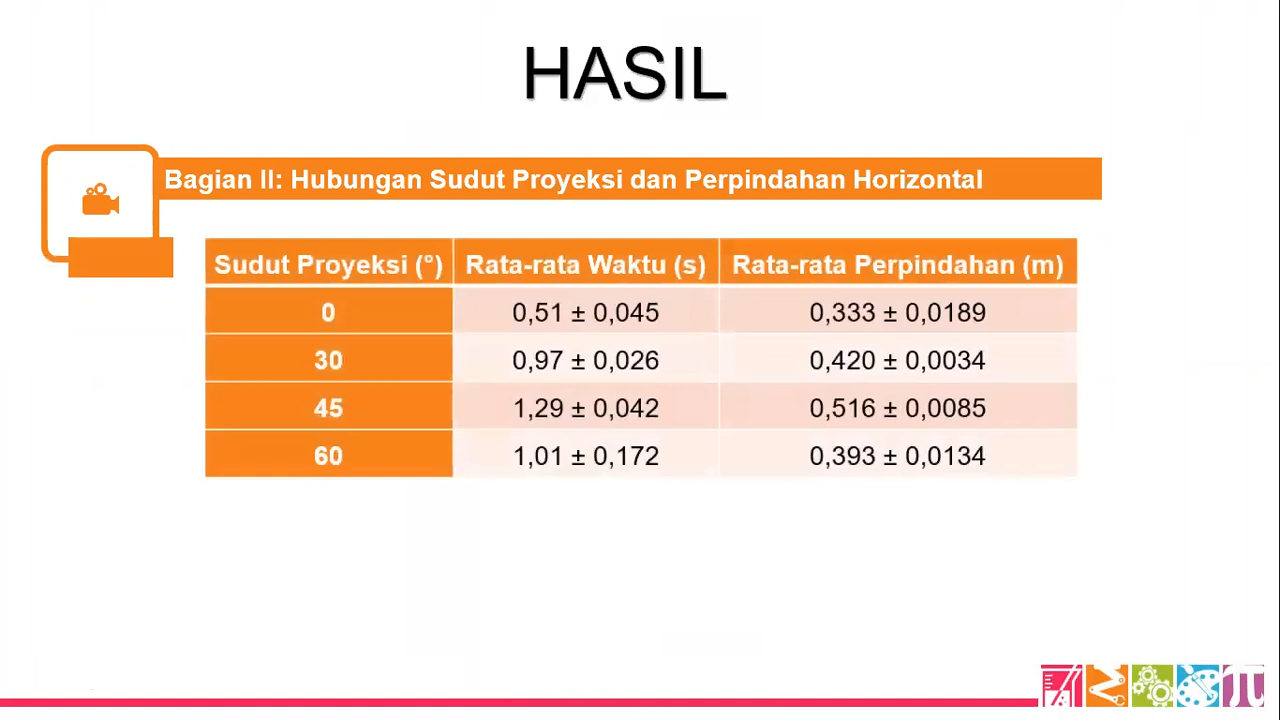 HASIL
Bagian II: Hubungan Sudut Proyeksi dan Perpindahan Horizontal
Sudut Proyeksi (°) Rata-rata Waktu (s) Rata-rata Perpindahan (m)
0 0,51 ± 0,045 0,333 ± 0,0189
30 0,97 ± 0,026 0,420 ± 0,0034
45 1,29 ± 0,042 0,516 ± 0,0085
60 1,01 ± 0,172 0,393 ± 0,0134